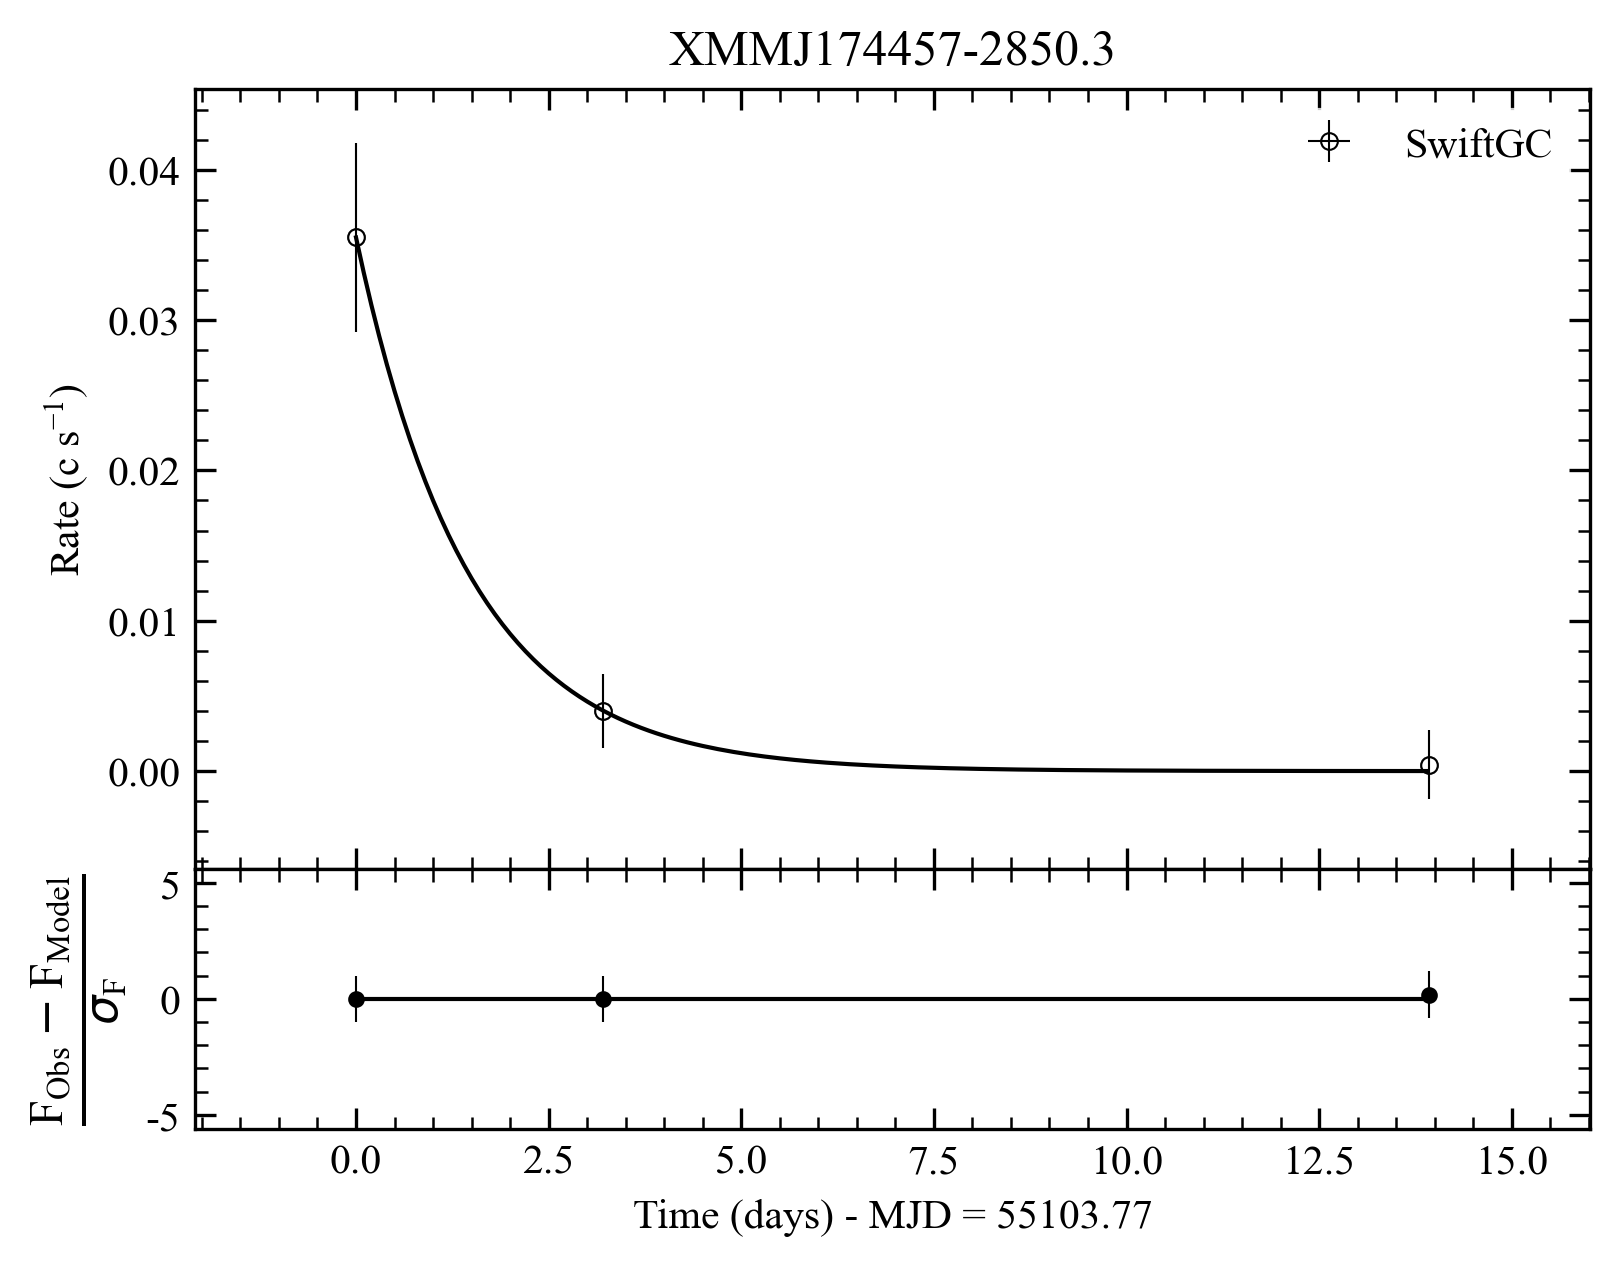 XMMJ174457-2850.3
SwiftGC
0.04
0.03
0.02
0.01
0.00
Rate (c s⁻¹)
5
0
-5
F_Obs − F_Model
σ_F
0.0 2.5 5.0 7.5 10.0 12.5 15.0
Time (days) - MJD = 55103.77